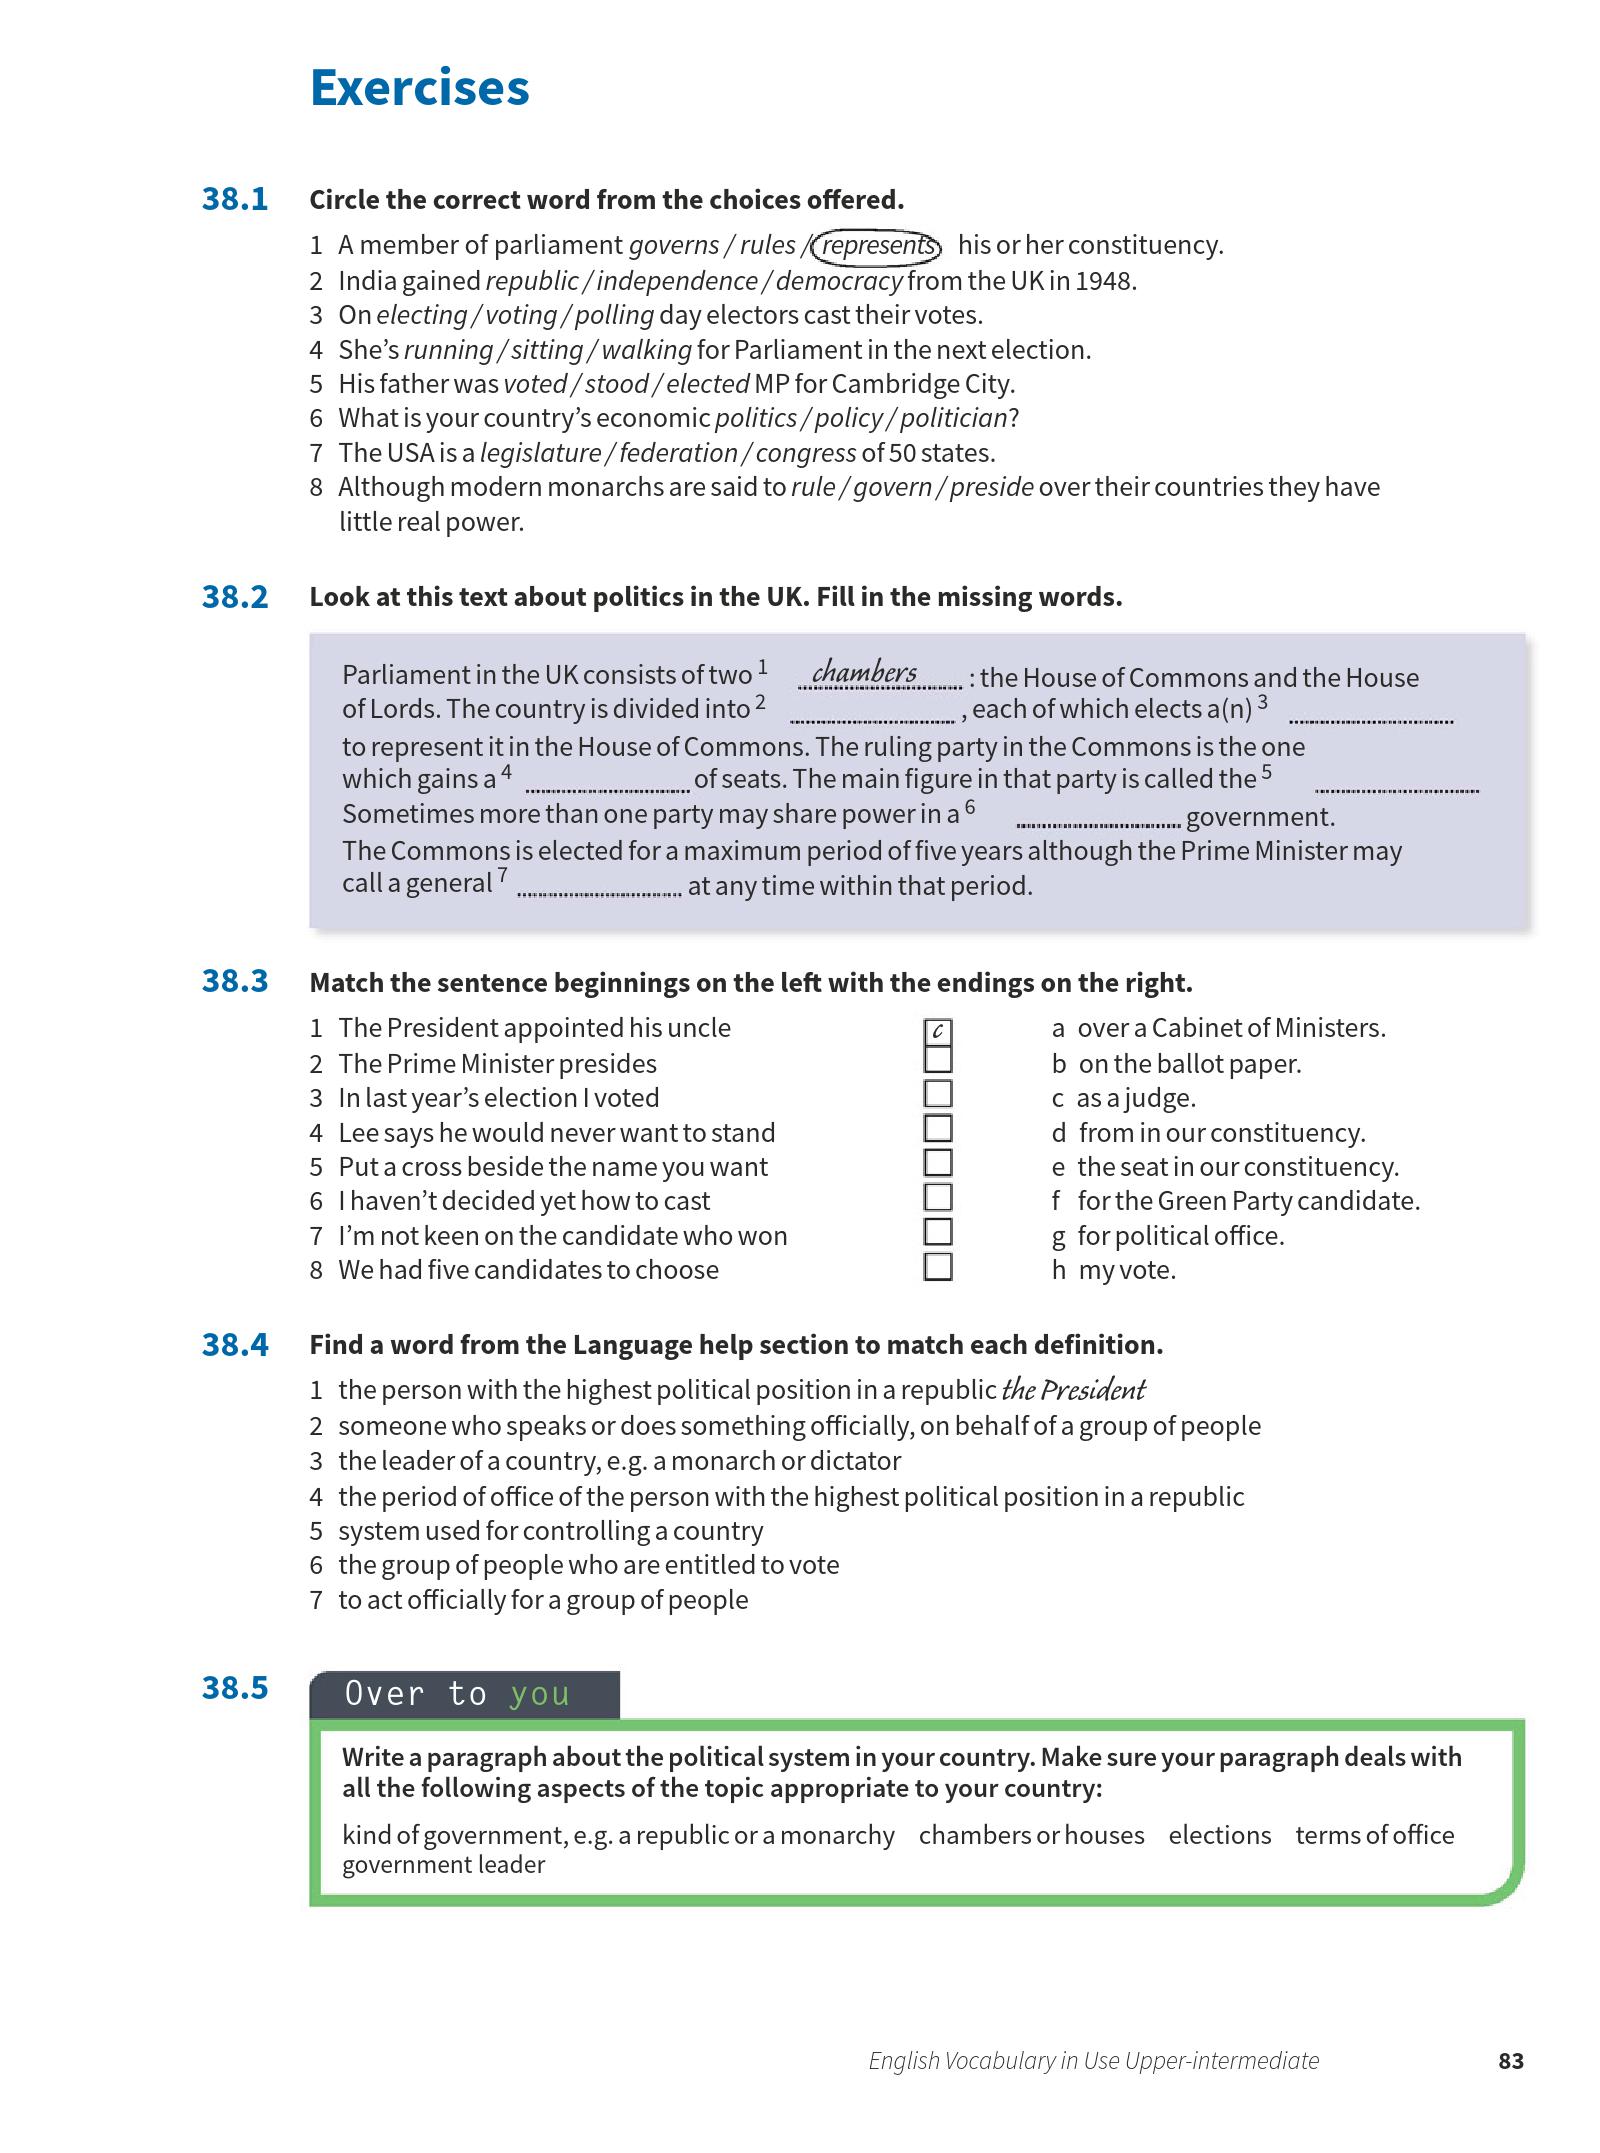 Exercises
38.1 Circle the correct word from the choices offered.
1 A member of parliament governs / rules / represents his or her constituency.
2 India gained republic / independence / democracy from the UK in 1948.
3 On electing / voting / polling day electors cast their votes.
4 She's running / sitting / walking for Parliament in the next election.
5 His father was voted / stood / elected MP for Cambridge City.
6 What is your country's economic politics / policy / politician?
7 The USA is a legislature / federation / congress of 50 states.
8 Although modern monarchs are said to rule / govern / preside over their countries they have
little real power.
38.2 Look at this text about politics in the UK. Fill in the missing words.
Parliament in the UK consists of two 1 chambers : the House of Commons and the House
of Lords. The country is divided into 2 , each of which elects a(n) 3
to represent it in the House of Commons. The ruling party in the Commons is the one
which gains a 4 of seats. The main figure in that party is called the 5
Sometimes more than one party may share power in a 6 government.
The Commons is elected for a maximum period of five years although the Prime Minister may
call a general 7 at any time within that period.
38.3 Match the sentence beginnings on the left with the endings on the right.
1 The President appointed his uncle c a over a Cabinet of Ministers.
2 The Prime Minister presides b on the ballot paper.
3 In last year's election I voted c as a judge.
4 Lee says he would never want to stand d from in our constituency.
5 Put a cross beside the name you want e the seat in our constituency.
6 I haven't decided yet how to cast f for the Green Party candidate.
7 I'm not keen on the candidate who won g for political office.
8 We had five candidates to choose h my vote.
38.4 Find a word from the Language help section to match each definition.
1 the person with the highest political position in a republic the President
2 someone who speaks or does something officially, on behalf of a group of people
3 the leader of a country, e.g. a monarch or dictator
4 the period of office of the person with the highest political position in a republic
5 system used for controlling a country
6 the group of people who are entitled to vote
7 to act officially for a group of people
38.5 Over to you
Write a paragraph about the political system in your country. Make sure your paragraph deals with
all the following aspects of the topic appropriate to your country:
kind of government, e.g. a republic or a monarchy chambers or houses elections terms of office
government leader
English Vocabulary in Use Upper-intermediate 83